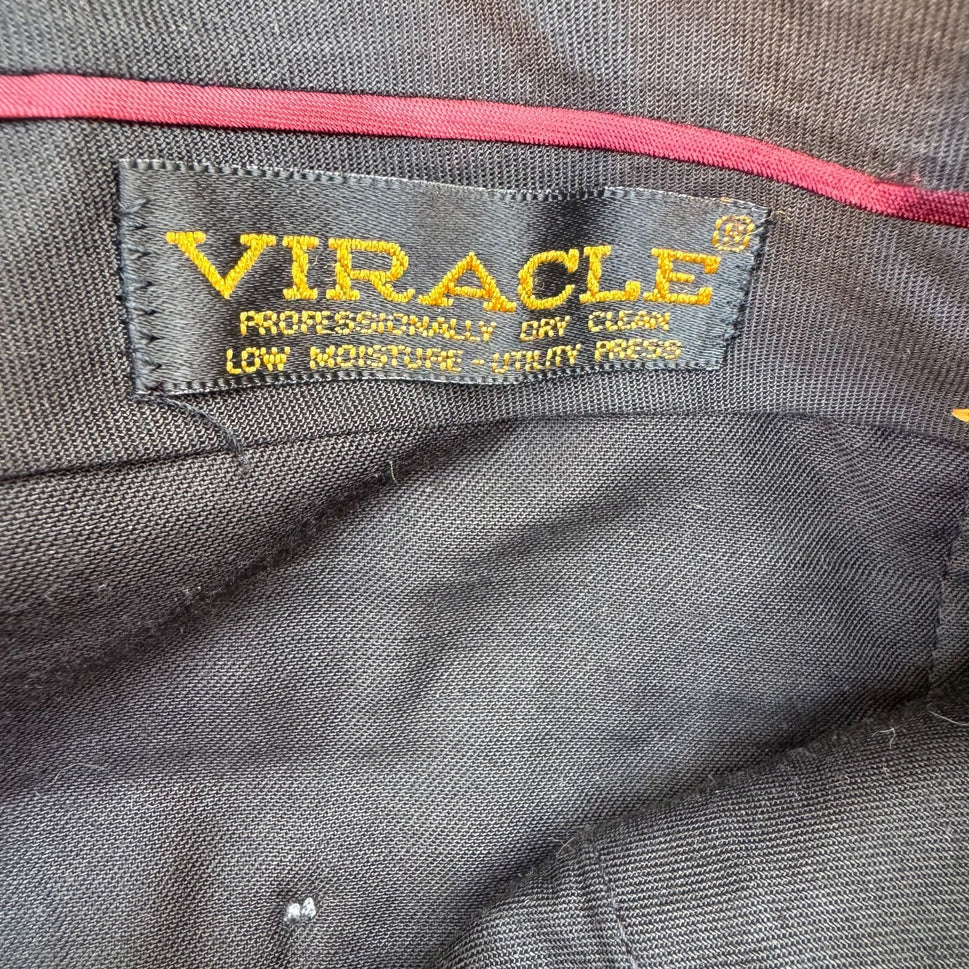 VIRACLE®
PROFESSIONALLY DRY CLEAN
LOW MOISTURE - UTILITY PRESS